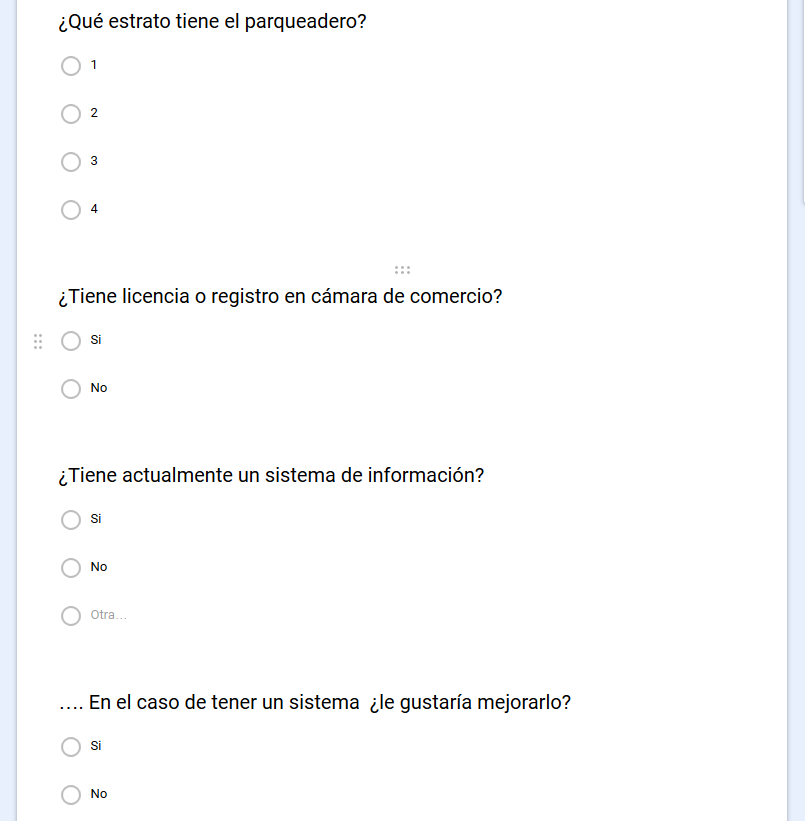 ¿Qué estrato tiene el parqueadero?
1
2
3
4
¿Tiene licencia o registro en cámara de comercio?
Si
No
¿Tiene actualmente un sistema de información?
Si
No
Otra...
.... En el caso de tener un sistema  ¿le gustaría mejorarlo?
Si
No